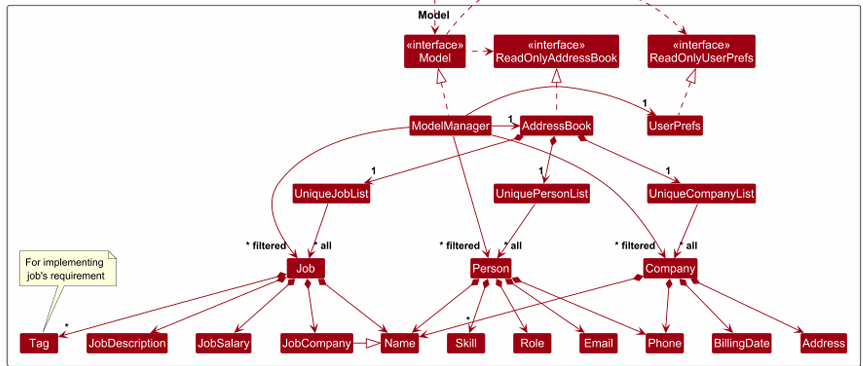 Model
«interface»
Model
«interface»
ReadOnlyAddressBook
«interface»
ReadOnlyUserPrefs
1
ModelManager
1
AddressBook
UserPrefs
1
1
1
UniqueJobList
UniquePersonList
UniqueCompanyList
* filtered
* all
* filtered
* all
* filtered
* all
For implementing
job's requirement
Job
Person
Company
*
*
Tag
JobDescription
JobSalary
JobCompany
Name
Skill
Role
Email
Phone
BillingDate
Address